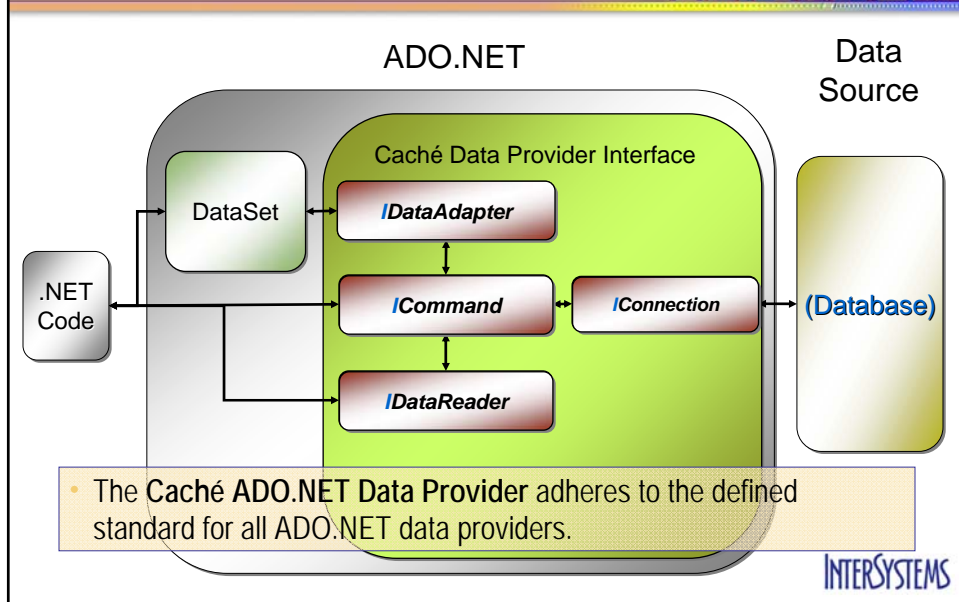 ADO.NET
Data
Source
Caché Data Provider Interface
DataSet
IDataAdapter
.NET
Code
ICommand
IConnection
(Database)
IDataReader
• The Caché ADO.NET Data Provider adheres to the defined
standard for all ADO.NET data providers.
INTERSYSTEMS